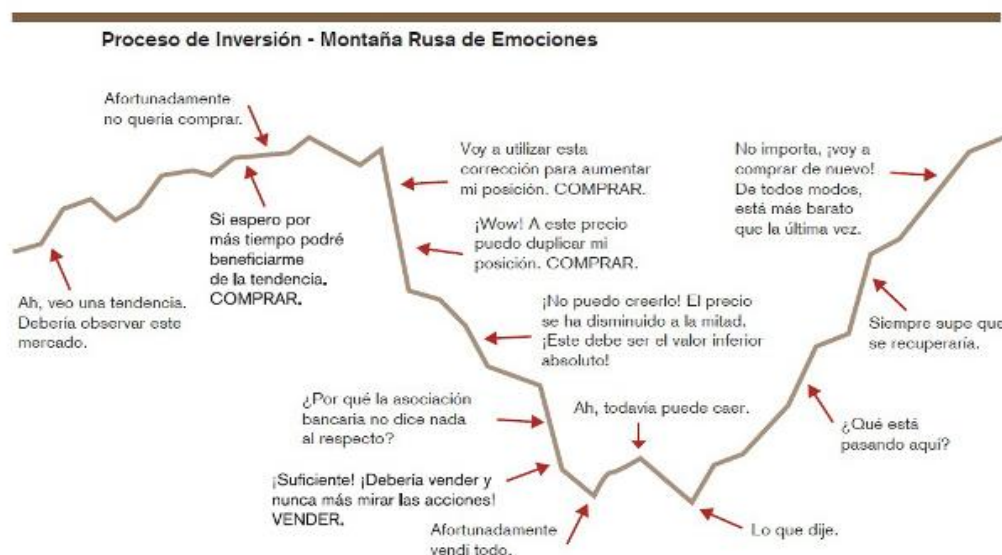 Proceso de Inversión - Montaña Rusa de Emociones
Afortunadamente
no quería comprar.
Ah, veo una tendencia.
Debería observar este
mercado.
Si espero por
más tiempo podré
beneficiarme
de la tendencia.
COMPRAR.
Voy a utilizar esta
corrección para aumentar
mi posición. COMPRAR.
¡Wow! A este precio
puedo duplicar mi
posición. COMPRAR.
¡No puedo creerlo! El precio
se ha disminuido a la mitad.
¡Este debe ser el valor inferior
absoluto!
¿Por qué la asociación
bancaria no dice nada
al respecto?
¡Suficiente! ¡Debería vender y
nunca más mirar las acciones!
VENDER.
Afortunadamente
vendí todo.
Ah, todavía puede caer.
Lo que dije.
¿Qué está
pasando aquí?
Siempre supe que
se recuperaría.
No importa, ¡voy a
comprar de nuevo!
De todos modos,
está más barato
que la última vez.